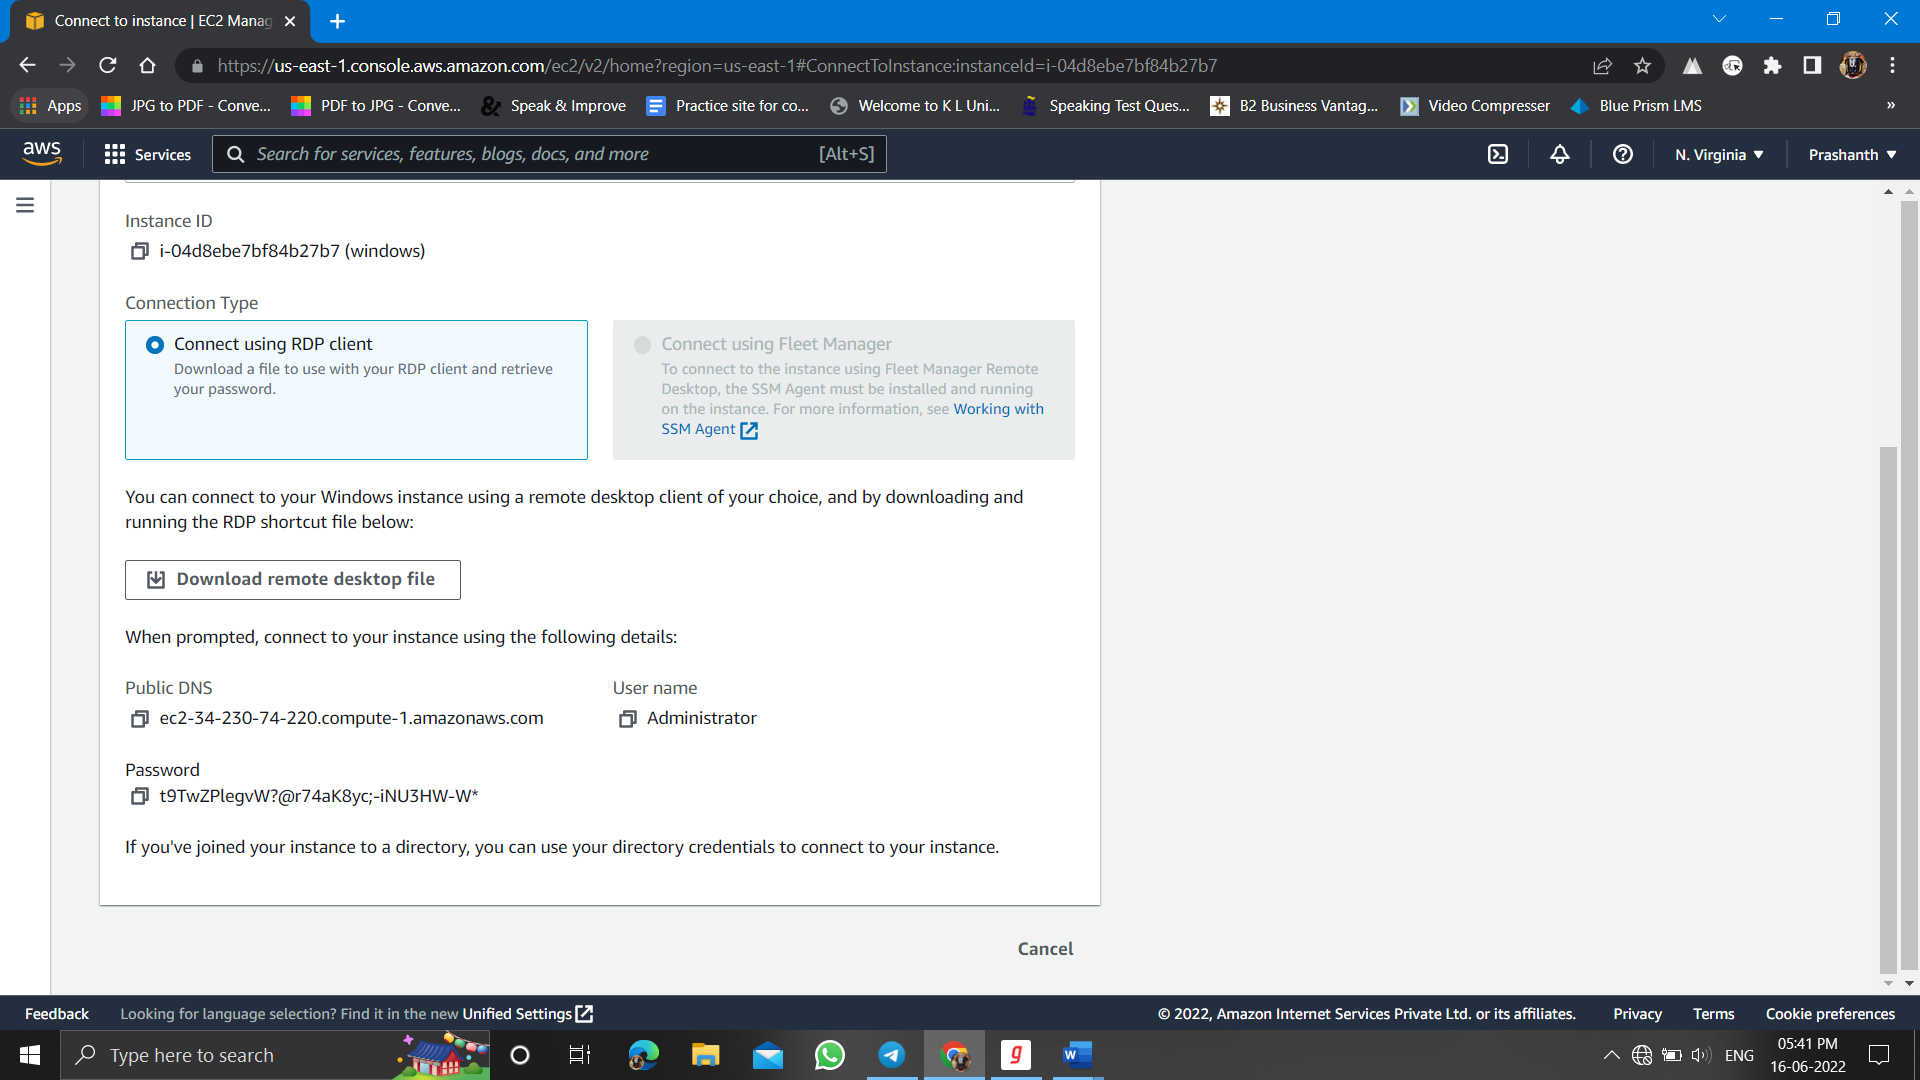 Connect to instance | EC2 Manag
https://us-east-1.console.aws.amazon.com/ec2/v2/home?region=us-east-1#ConnectToInstance:instanceId=i-04d8ebe7bf84b27b7
Apps JPG to PDF - Conve... PDF to JPG - Conve... Speak & Improve Practice site for co... Welcome to K L Uni... Speaking Test Ques... B2 Business Vantag... Video Compresser Blue Prism LMS »
aws Services Search for services, features, blogs, docs, and more [Alt+S] N. Virginia Prashanth
Instance ID
i-04d8ebe7bf84b27b7 (windows)
Connection Type
Connect using RDP client
Download a file to use with your RDP client and retrieve
your password.
Connect using Fleet Manager
To connect to the instance using Fleet Manager Remote
Desktop, the SSM Agent must be installed and running
on the instance. For more information, see Working with
SSM Agent
You can connect to your Windows instance using a remote desktop client of your choice, and by downloading and
running the RDP shortcut file below:
Download remote desktop file
When prompted, connect to your instance using the following details:
Public DNS User name
ec2-34-230-74-220.compute-1.amazonaws.com Administrator
Password
t9TwZPlegvW?@r74aK8yc;-iNU3HW-W*
If you've joined your instance to a directory, you can use your directory credentials to connect to your instance.
Cancel
Feedback Looking for language selection? Find it in the new Unified Settings © 2022, Amazon Internet Services Private Ltd. or its affiliates. Privacy Terms Cookie preferences
Type here to search ENG 05:41 PM
16-06-2022